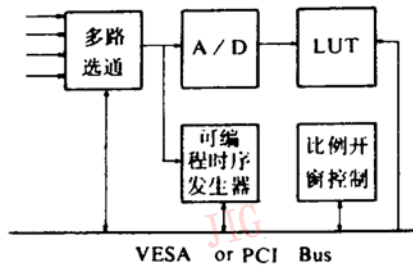 多路
选通
A/D
LUT
可编
程时序
发生器
比例开
窗控制
JIG
VESA or PCI Bus